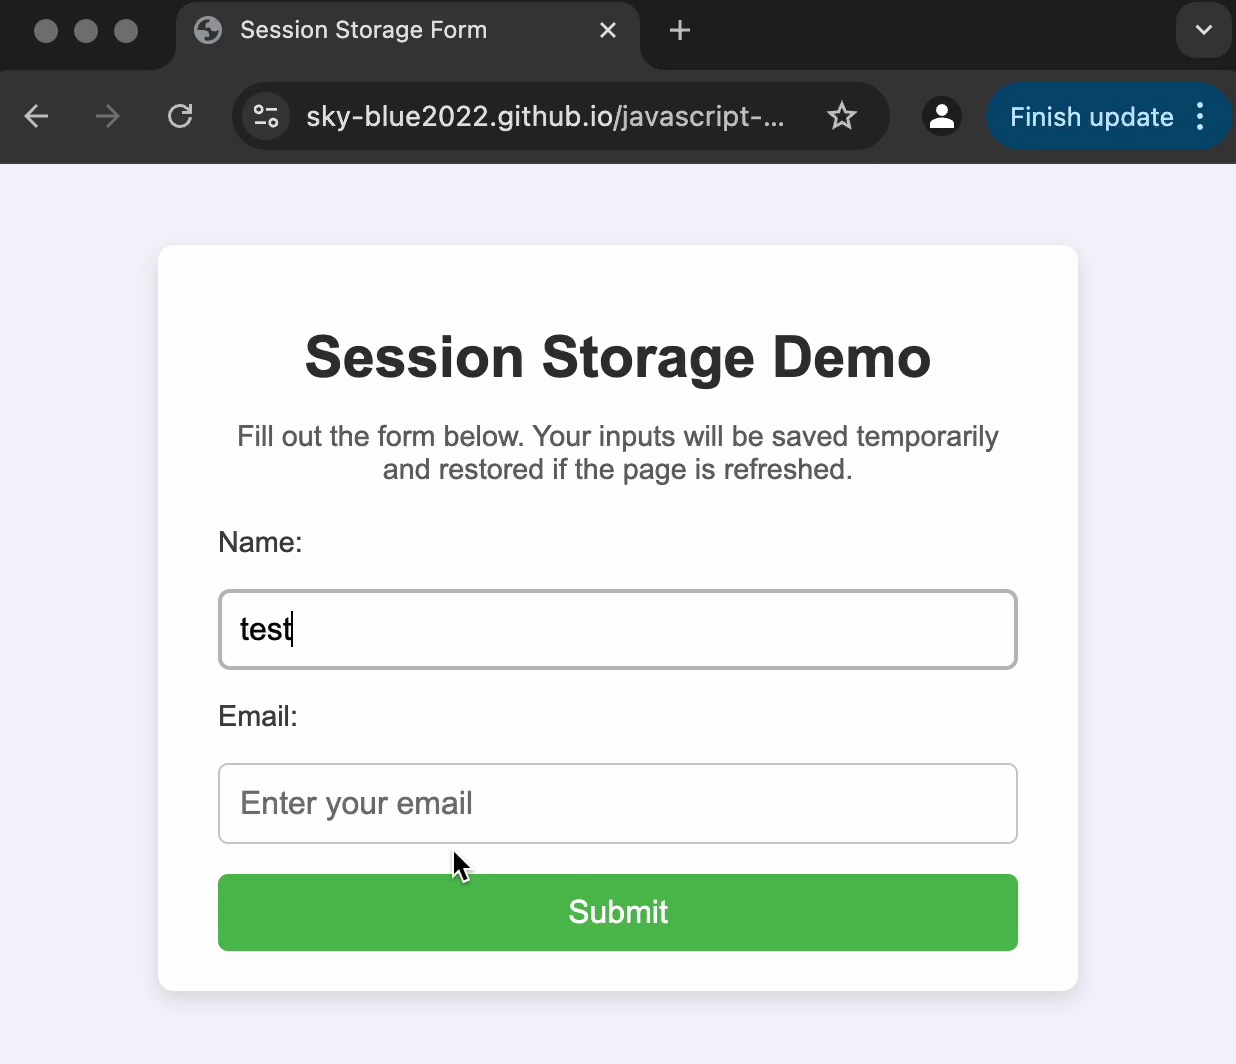 Session Storage Form
sky-blue2022.github.io/javascript-...
Finish update
Session Storage Demo
Fill out the form below. Your inputs will be saved temporarily
and restored if the page is refreshed.
Name:
test
Email:
Enter your email
Submit